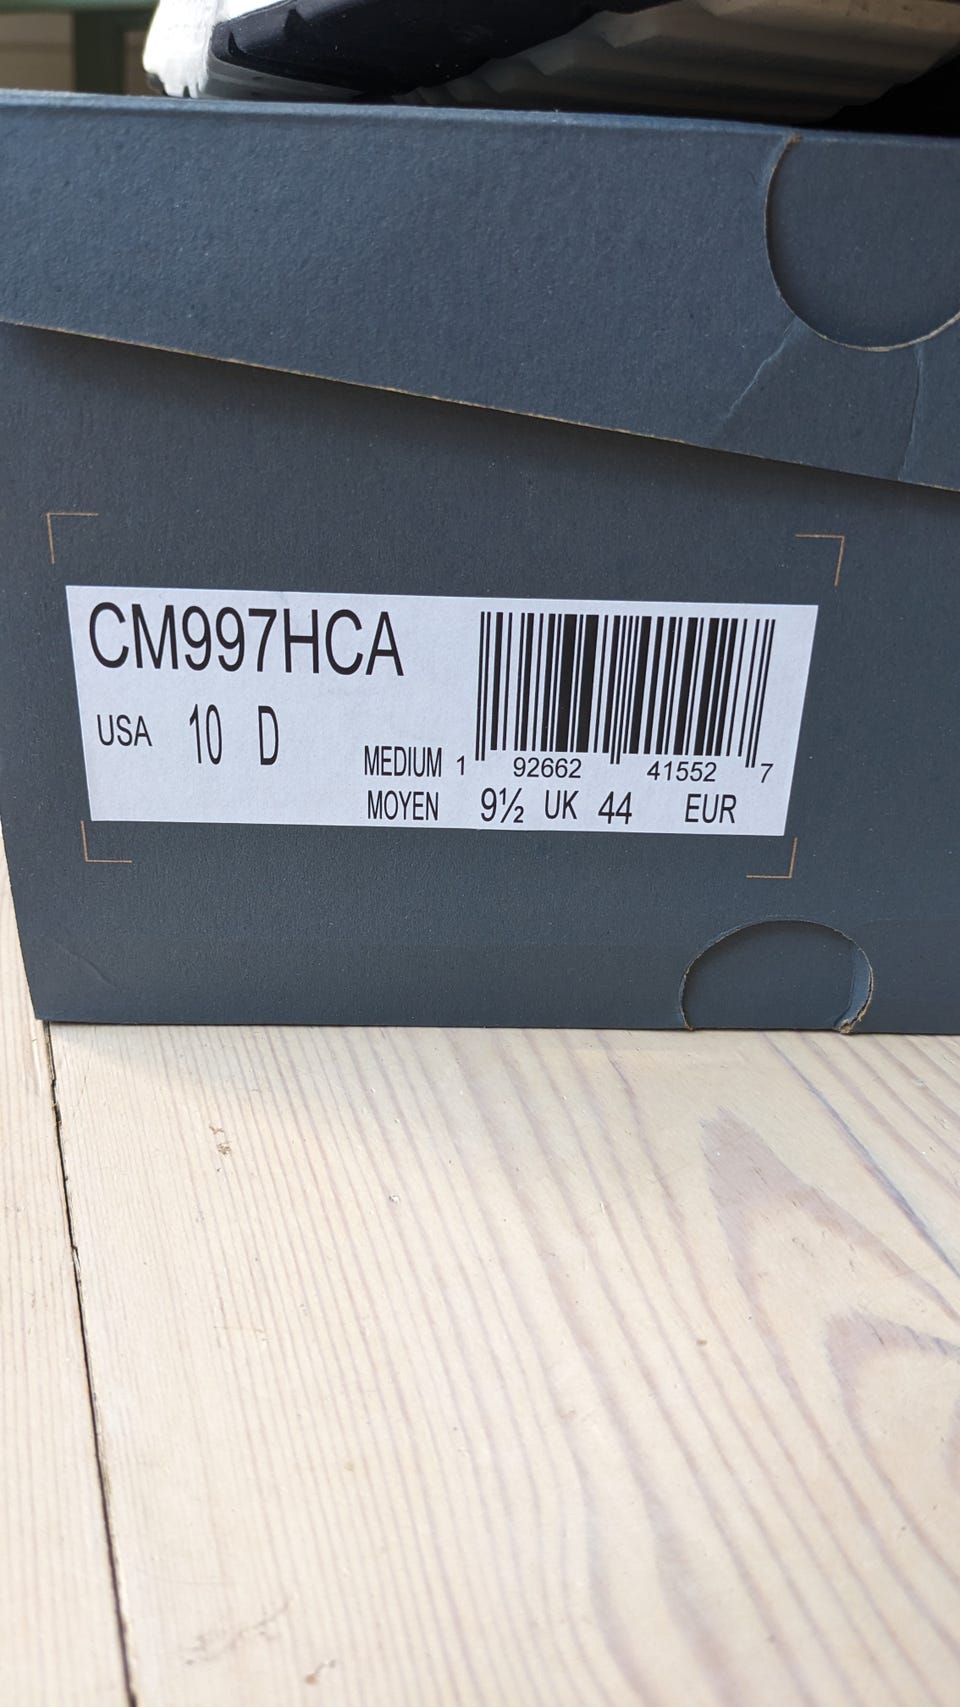 CM997HCA
USA 10 D
MEDIUM 1 92662 41552 7
MOYEN 9½ UK 44 EUR